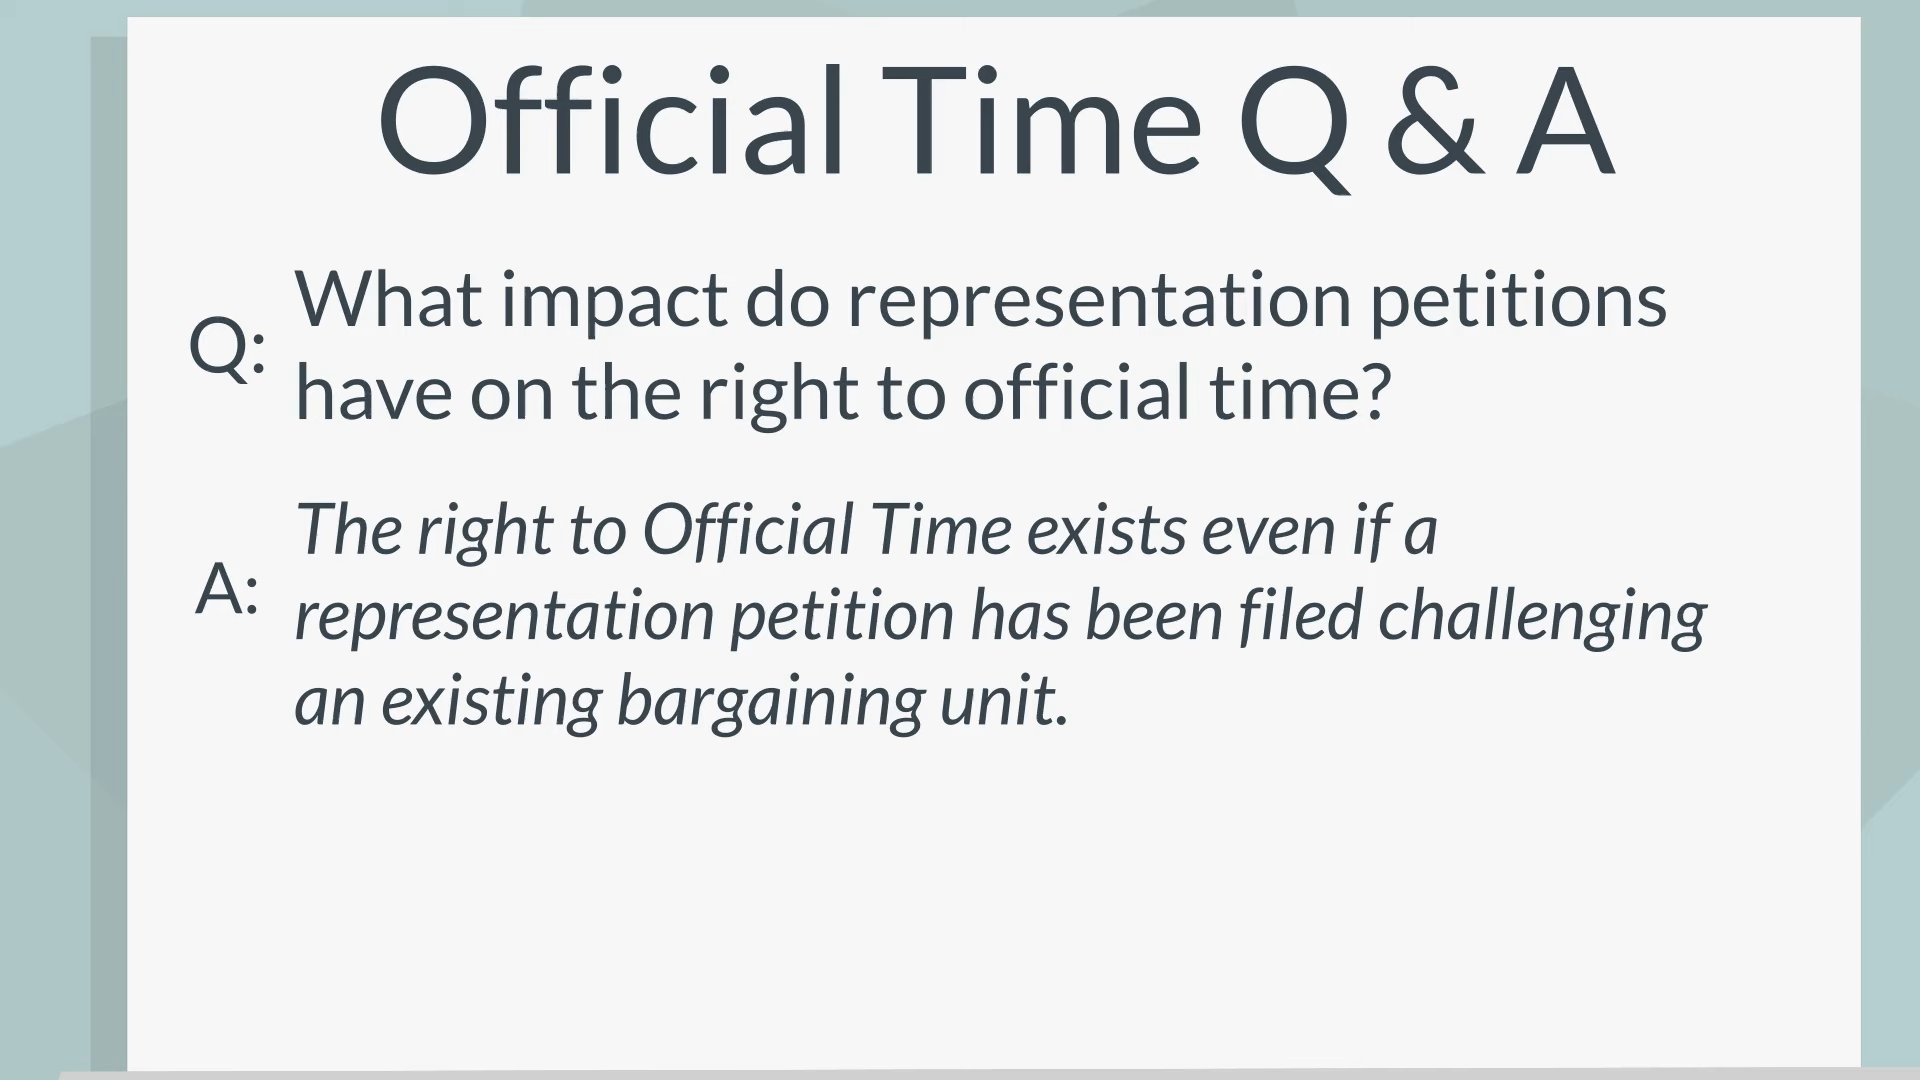 Official Time Q & A
Q: What impact do representation petitions
have on the right to official time?
A: The right to Official Time exists even if a
representation petition has been filed challenging
an existing bargaining unit.